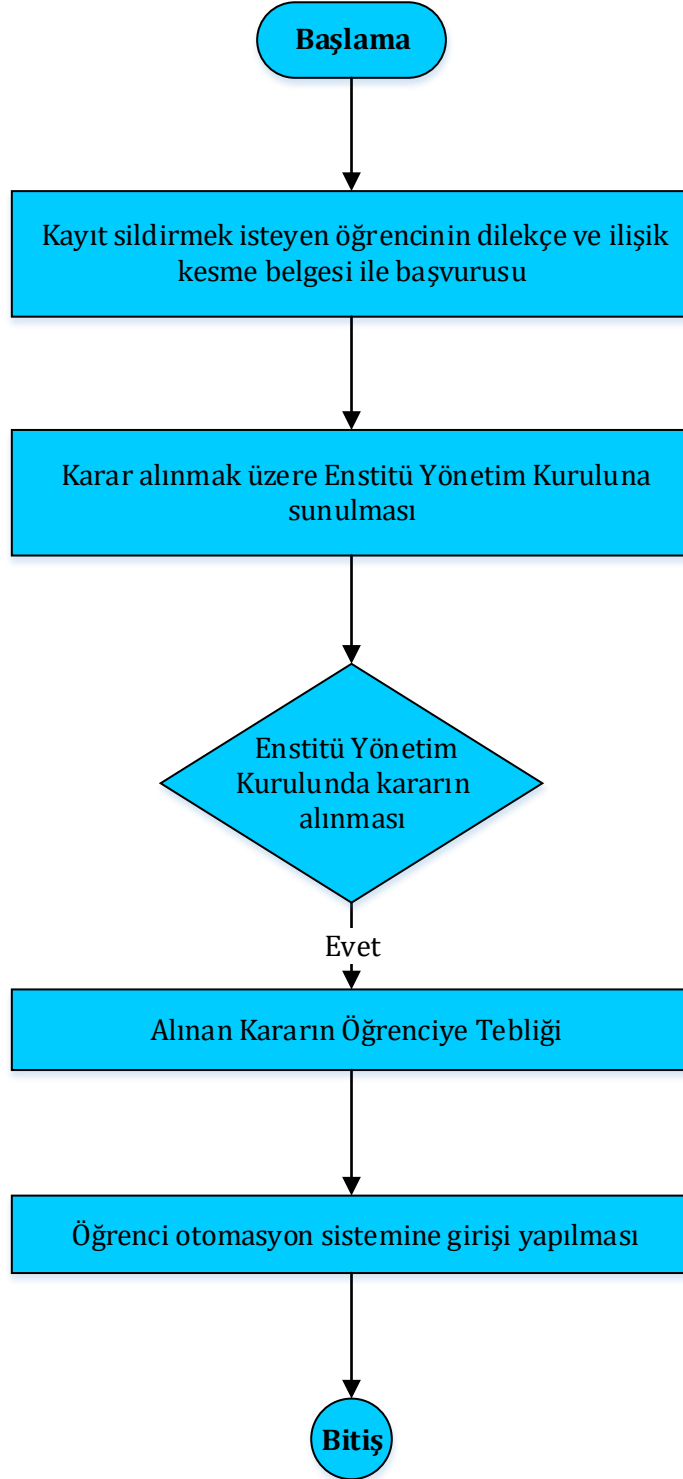 Başlama
Kayıt sildirmek isteyen öğrencinin dilekçe ve ilişik
kesme belgesi ile başvurusu
Karar alınmak üzere Enstitü Yönetim Kuruluna
sunulması
Enstitü Yönetim
Kurulunda kararın
alınması
Evet
Alınan Kararın Öğrenciye Tebliği
Öğrenci otomasyon sistemine girişi yapılması
Bitiş